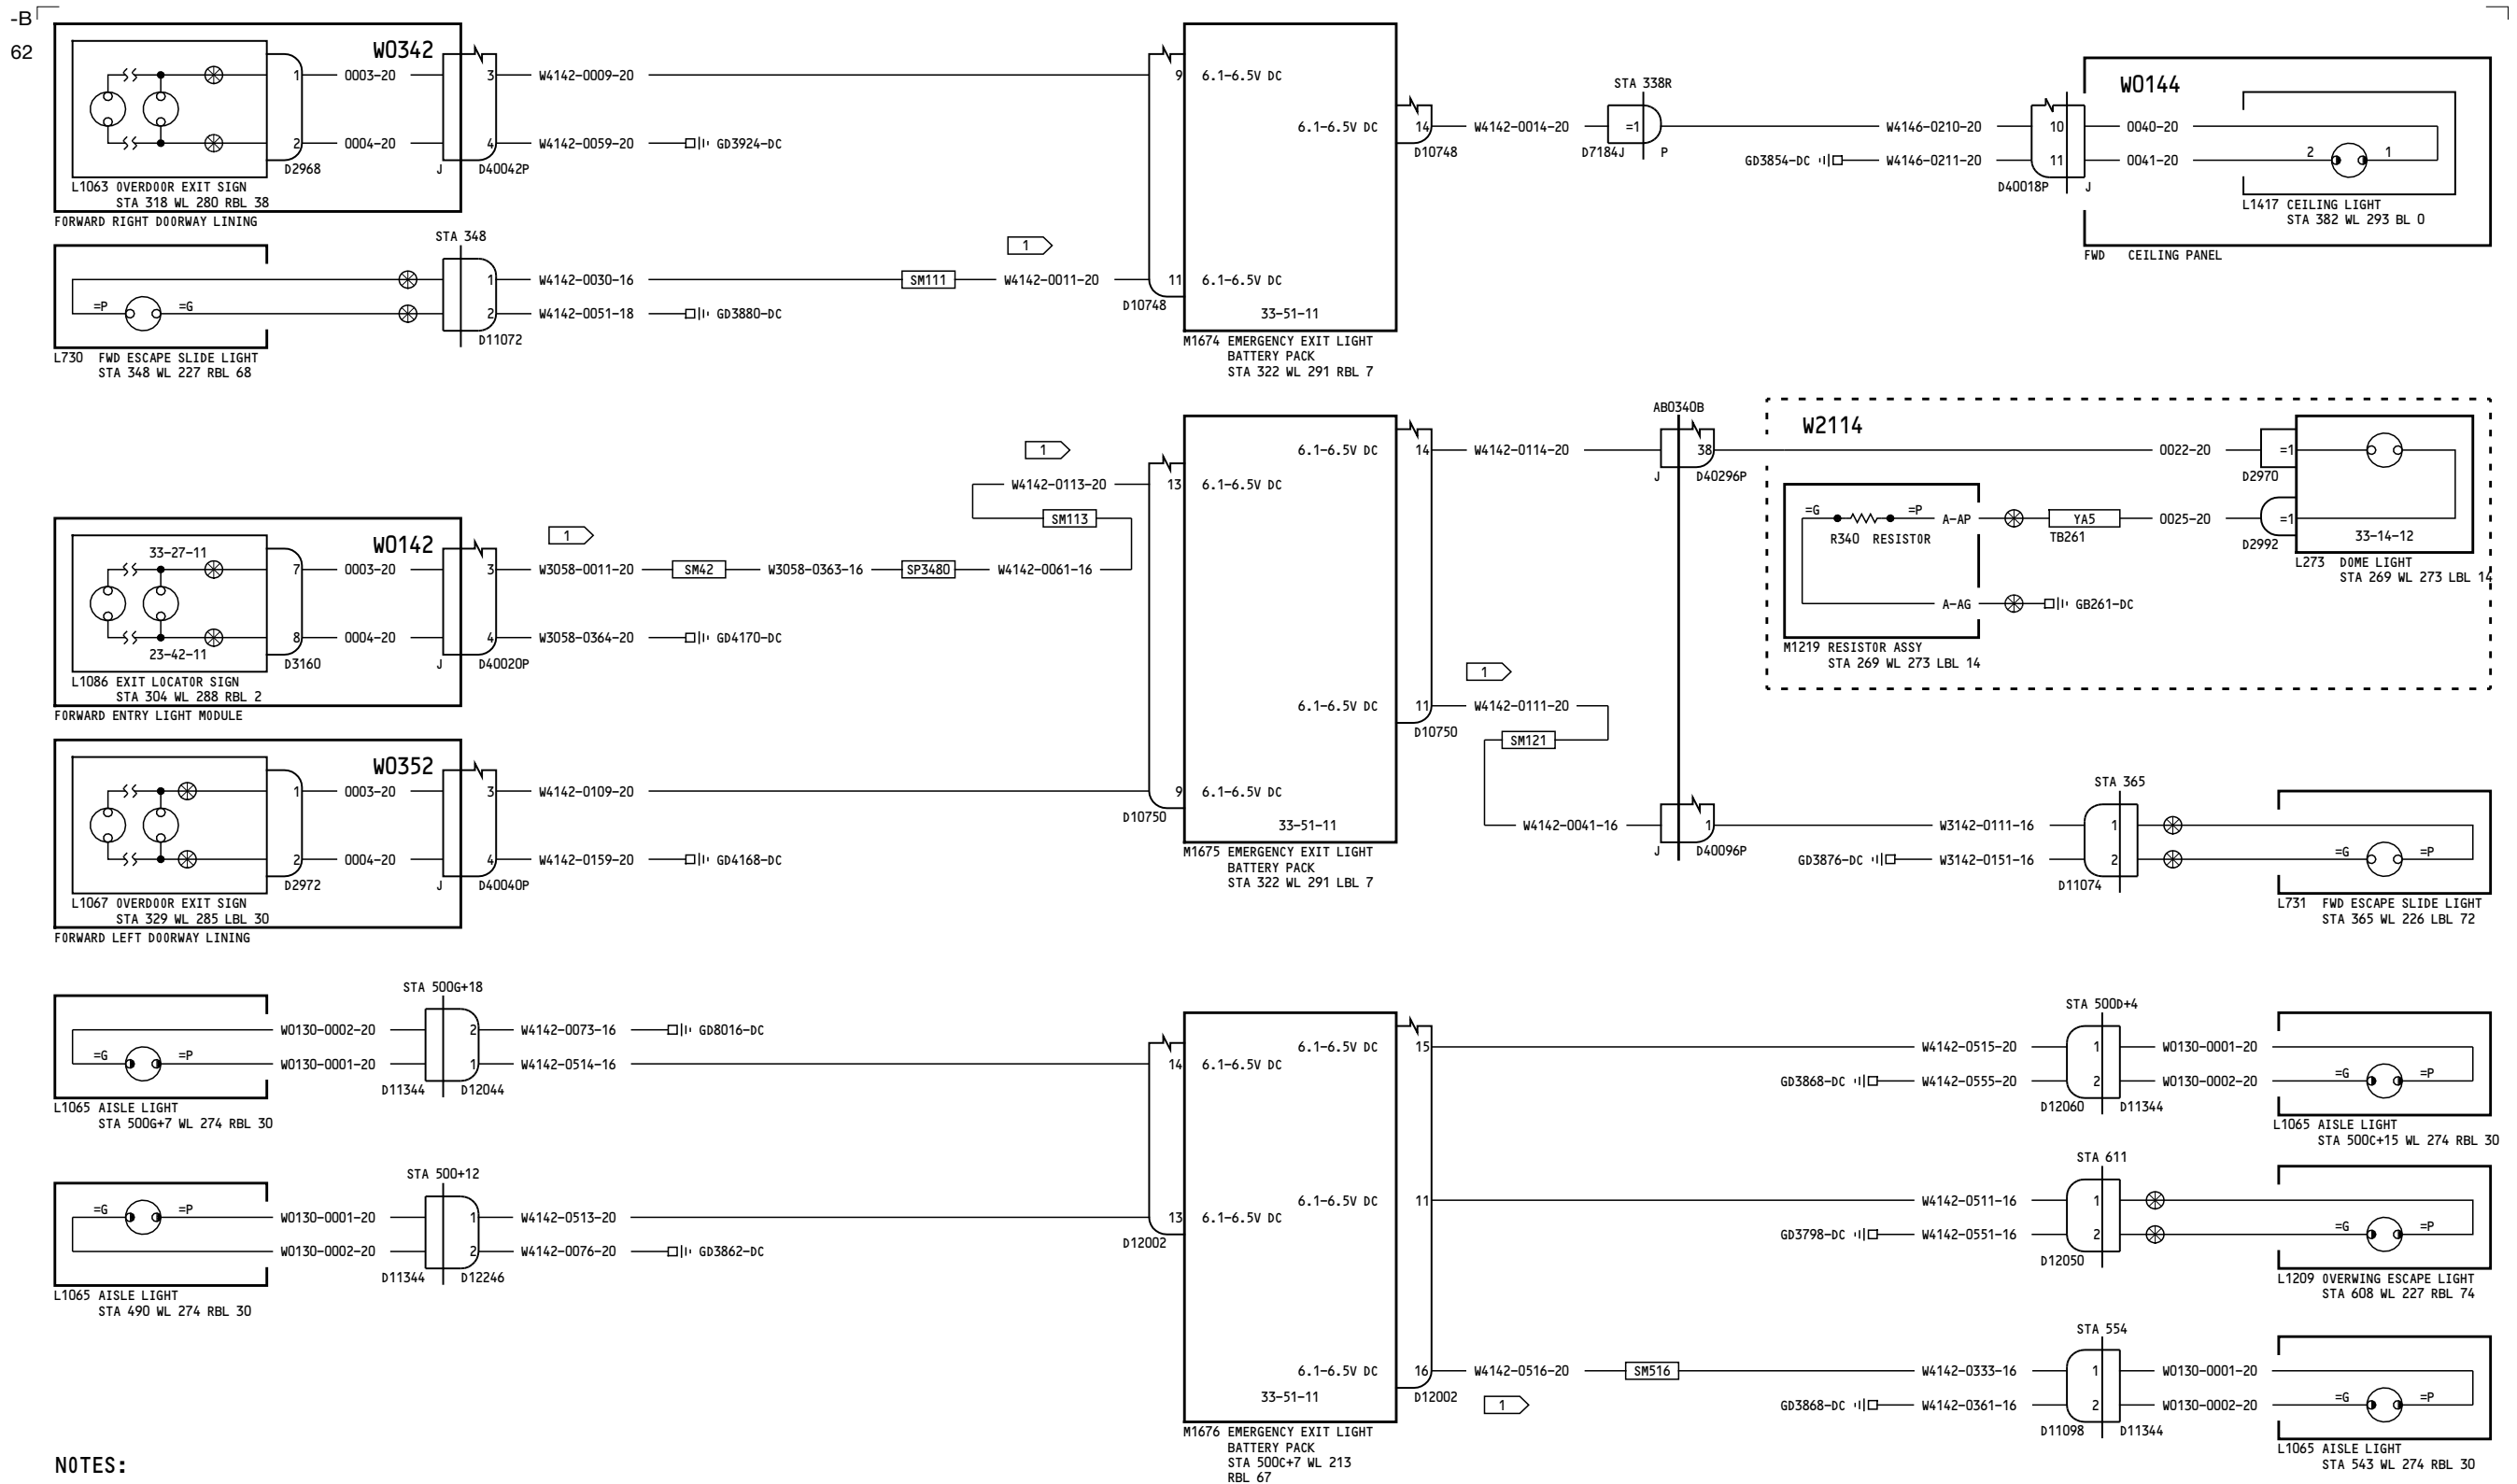 -B
62
W0342
1
0003-20
3
W4142-0009-20
2
0004-20
4
W4142-0059-20
GD3924-DC
D2968
J
D40042P
L1063 OVERDOOR EXIT SIGN
STA 318 WL 280 RBL 38
FORWARD RIGHT DOORWAY LINING
STA 348
=P
=G
1
W4142-0030-16
SM111
1
W4142-0011-20
2
W4142-0051-18
GD3880-DC
D11072
L730 FWD ESCAPE SLIDE LIGHT
STA 348 WL 227 RBL 68
9
6.1-6.5V DC
6.1-6.5V DC
14
D10748
11
6.1-6.5V DC
D10748
33-51-11
M1674 EMERGENCY EXIT LIGHT
BATTERY PACK
STA 322 WL 291 RBL 7
W4142-0014-20
STA 338R
=1
D7184J
P
W4146-0210-20
GD3854-DC
W4146-0211-20
10
11
D40018P
J
W0144
0040-20
0041-20
2
1
L1417 CEILING LIGHT
STA 382 WL 293 BL 0
FWD CEILING PANEL
W0142
33-27-11
7
0003-20
3
1
W3058-0011-20
SM42
W3058-0363-16
SP3480
W4142-0061-16
1
W4142-0113-20
SM113
8
0004-20
4
W3058-0364-20
GD4170-DC
23-42-11
D3160
J
D40020P
L1086 EXIT LOCATOR SIGN
STA 304 WL 288 RBL 2
FORWARD ENTRY LIGHT MODULE
W0352
1
0003-20
3
W4142-0109-20
2
0004-20
4
W4142-0159-20
GD4168-DC
D2972
J
D40040P
L1067 OVERDOOR EXIT SIGN
STA 329 WL 285 LBL 30
FORWARD LEFT DOORWAY LINING
6.1-6.5V DC
14
13
6.1-6.5V DC
6.1-6.5V DC
11
D10750
9
6.1-6.5V DC
D10750
33-51-11
M1675 EMERGENCY EXIT LIGHT
BATTERY PACK
STA 322 WL 291 LBL 7
W4142-0114-20
AB0340B
38
J
D40296P
W2114
0022-20
=1
D2970
=G
=P
A-AP
YA5
0025-20
=1
R340 RESISTOR
TB261
D2992
33-14-12
L273 DOME LIGHT
STA 269 WL 273 LBL 14
A-AG
GB261-DC
M1219 RESISTOR ASSY
STA 269 WL 273 LBL 14
1
W4142-0111-20
SM121
W4142-0041-16
1
J
D40096P
STA 365
W3142-0111-16
1
GD3876-DC
W3142-0151-16
2
D11074
=G
=P
L731 FWD ESCAPE SLIDE LIGHT
STA 365 WL 226 LBL 72
STA 500G+18
W0130-0002-20
2
W4142-0073-16
GD8016-DC
=G
=P
W0130-0001-20
1
W4142-0514-16
D11344
D12044
L1065 AISLE LIGHT
STA 500G+7 WL 274 RBL 30
STA 500+12
=G
=P
W0130-0001-20
1
W4142-0513-20
W0130-0002-20
2
W4142-0076-20
GD3862-DC
D11344
D12246
L1065 AISLE LIGHT
STA 490 WL 274 RBL 30
6.1-6.5V DC
15
14
6.1-6.5V DC
6.1-6.5V DC
11
13
6.1-6.5V DC
D12002
6.1-6.5V DC
16
33-51-11
D12002
M1676 EMERGENCY EXIT LIGHT
BATTERY PACK
STA 500C+7 WL 213
RBL 67
STA 500D+4
W4142-0515-20
1
W0130-0001-20
GD3868-DC
W4142-0555-20
2
W0130-0002-20
=G
=P
D12060
D11344
L1065 AISLE LIGHT
STA 500C+15 WL 274 RBL 30
STA 611
W4142-0511-16
1
GD3798-DC
W4142-0551-16
2
=G
=P
D12050
L1209 OVERWING ESCAPE LIGHT
STA 608 WL 227 RBL 74
STA 554
W4142-0516-20
SM516
W4142-0333-16
1
W0130-0001-20
1
GD3868-DC
W4142-0361-16
2
W0130-0002-20
=G
=P
D11098
D11344
L1065 AISLE LIGHT
STA 543 WL 274 RBL 30
NOTES: